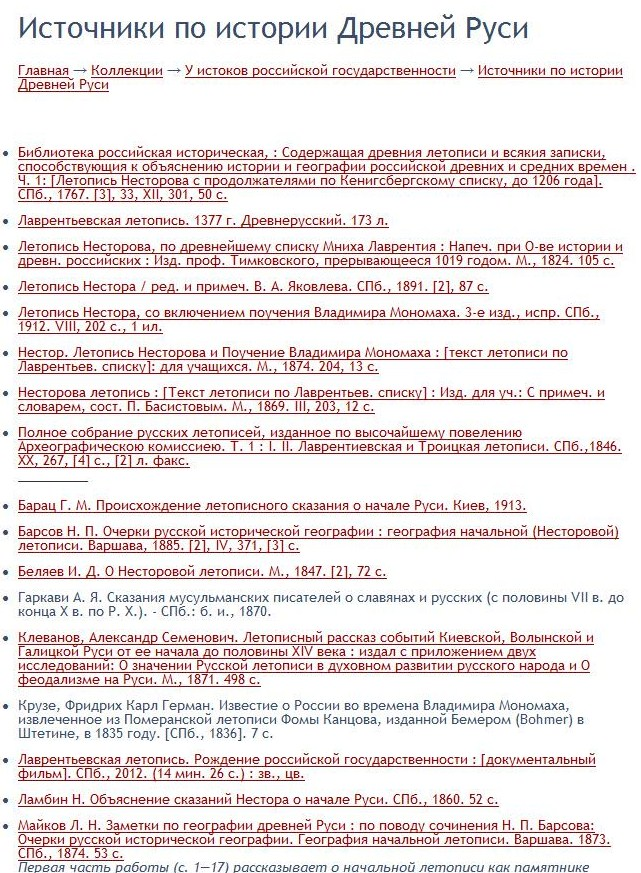 Источники по истории Древней Руси
Главная → Коллекции → У истоков российской государственности → Источники по истории
Древней Руси
Библиотека российская историческая, : Содержащая древния летописи и всякия записки,
способствующия к объяснению истории и географии российской древних и средних времен .
Ч. 1: [Летопись Несторова с продолжателями по Кенигсбергскому списку, до 1206 года].
СПб., 1767. [3], 33, XII, 301, 50 с.
Лаврентьевская летопись. 1377 г. Древнерусский. 173 л.
Летопись Несторова, по древнейшему списку Мниха Лаврентия : Напеч. при О-ве истории и
древн. российских : Изд. проф. Тимковского, прерывающееся 1019 годом. М., 1824. 105 с.
Летопись Нестора / ред. и примеч. В. А. Яковлева. СПб., 1891. [2], 87 с.
Летопись Нестора, со включением поучения Владимира Мономаха. 3-е изд., испр. СПб.,
1912. VIII, 202 с., 1 ил.
Нестор. Летопись Несторова и Поучение Владимира Мономаха : [текст летописи по
Лаврентьев. списку]: для учащихся. М., 1874. 204, 13 с.
Несторова летопись : [Текст летописи по Лаврентьев. списку] : Изд. для уч.: С примеч. и
словарем, сост. П. Басистовым. М., 1869. III, 203, 12 с.
Полное собрание русских летописей, изданное по высочайшему повелению
Археографическою комиссиею. Т. 1 : I. II. Лаврентиевская и Троицкая летописи. СПб.,1846.
XX, 267, [4] с., [2] л. факс.
Барац Г. М. Происхождение летописного сказания о начале Руси. Киев, 1913.
Барсов Н. П. Очерки русской исторической географии : география начальной (Несторовой)
летописи. Варшава, 1885. [2], IV, 371, [3] с.
Беляев И. Д. О Несторовой летописи. М., 1847. [2], 72 с.
Гаркави А. Я. Сказания мусульманских писателей о славянах и русских (с половины VII в. до
конца X в. по Р. Х.). - СПб.: б. и., 1870.
Клеванов, Александр Семенович. Летописный рассказ событий Киевской, Волынской и
Галицкой Руси от ее начала до половины XIV века : издал с приложением двух
исследований: О значении Русской летописи в духовном развитии русского народа и О
феодализме на Руси. М., 1871. 498 с.
Крузе, Фридрих Карл Герман. Известие о России во времена Владимира Мономаха,
извлеченное из Померанской летописи Фомы Канцова, изданной Бемером (Bohmer) в
Штетине, в 1835 году. [СПб., 1836]. 7 с.
Лаврентьевская летопись. Рождение российской государственности : [документальный
фильм]. СПб., 2012. (14 мин. 26 с.) : зв., цв.
Ламбин Н. Объяснение сказаний Нестора о начале Руси. СПб., 1860. 52 с.
Майков Л. Н. Заметки по географии древней Руси : по поводу сочинения Н. П. Барсова:
Очерки русской исторической географии. География начальной летописи. Варшава. 1873.
СПб., 1874. 53 с.
Первая часть работы (с. 1—17) рассказывает о начальной летописи как памятнике